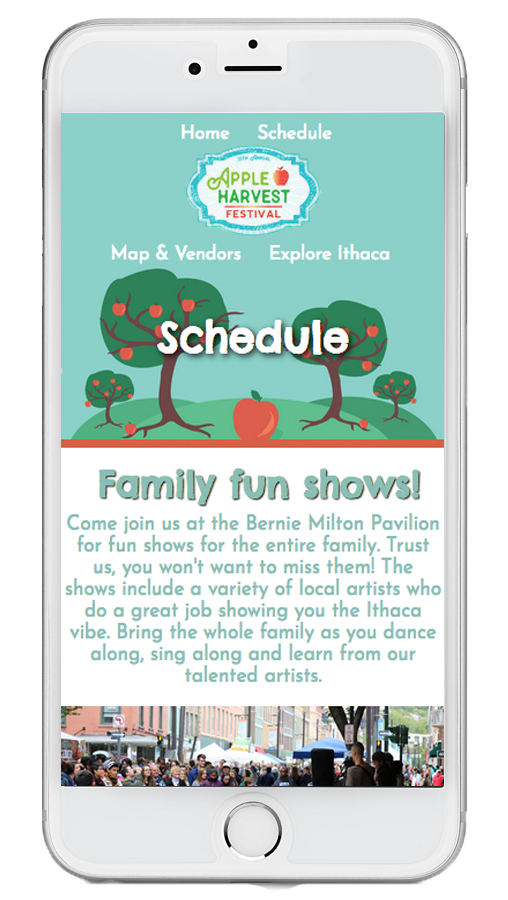 Home Schedule
35th Annual
APPLE
HARVEST
FESTIVAL
Map & Vendors Explore Ithaca
Schedule
Family fun shows!
Come join us at the Bernie Milton Pavilion
for fun shows for the entire family. Trust
us, you won't want to miss them! The
shows include a variety of local artists who
do a great job showing you the Ithaca
vibe. Bring the whole family as you dance
along, sing along and learn from our
talented artists.